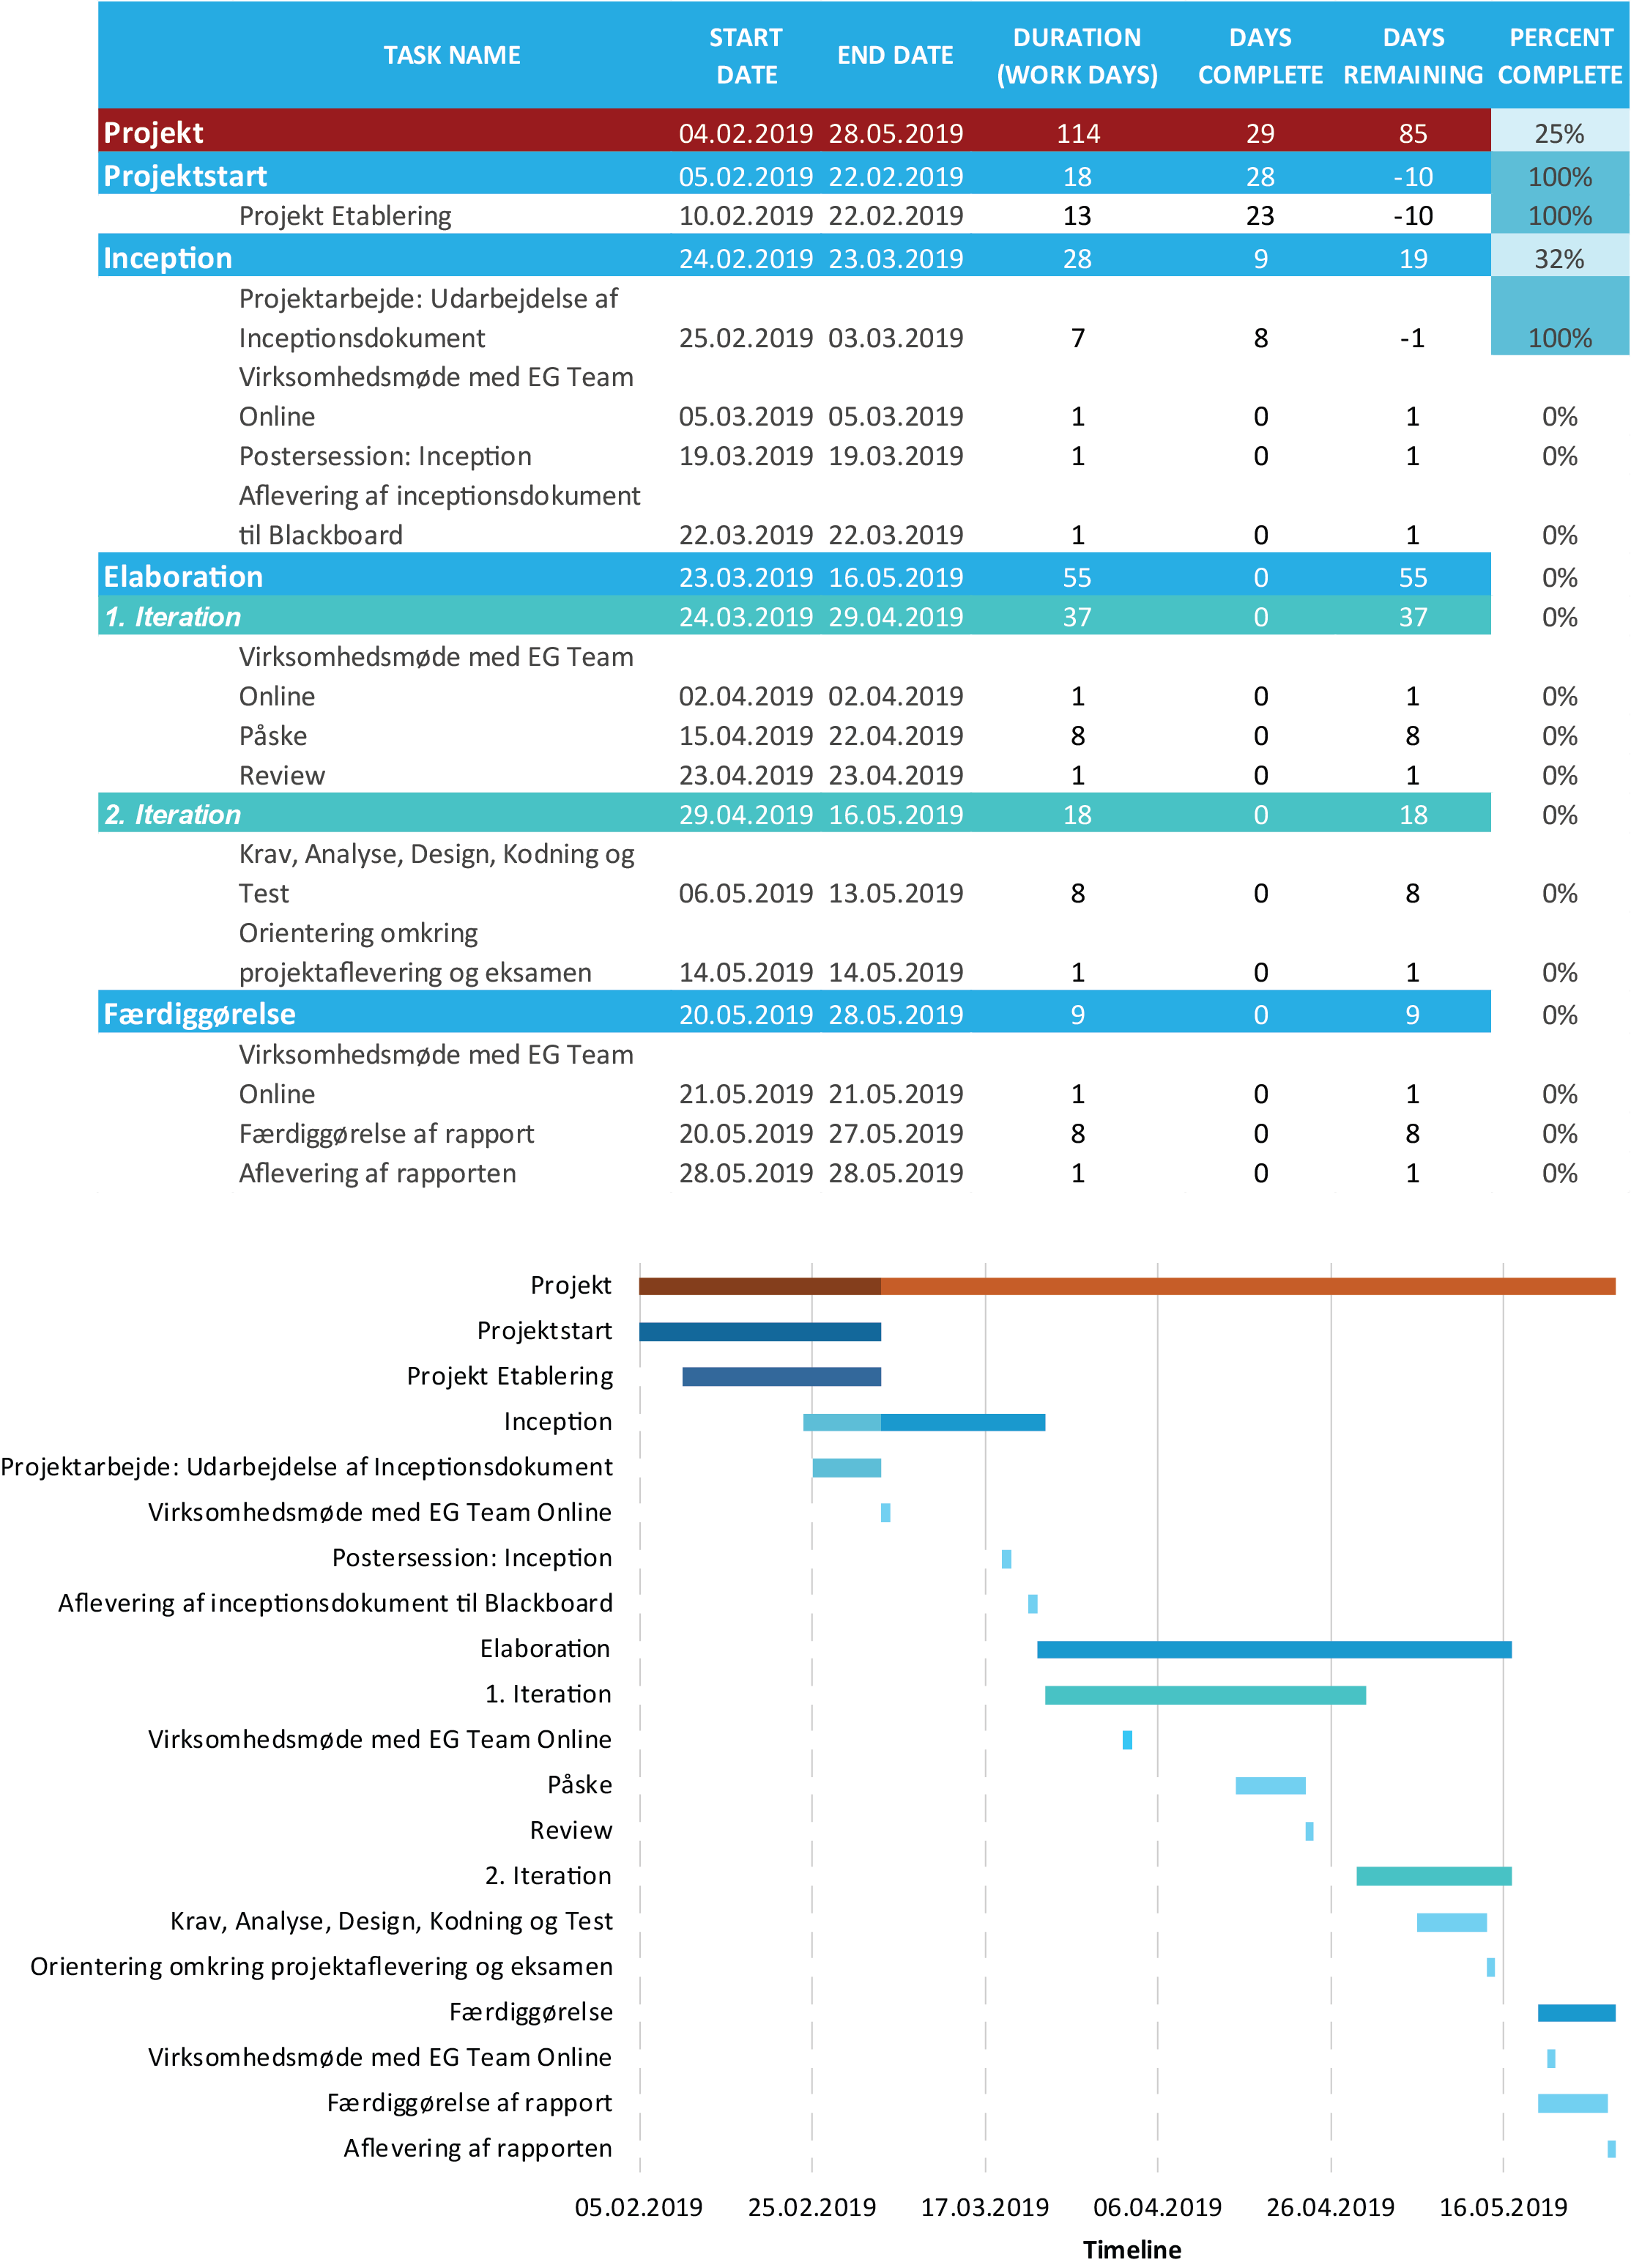 TASK NAME START DATE END DATE DURATION (WORK DAYS) DAYS COMPLETE DAYS REMAINING PERCENT COMPLETE
Projekt 04.02.2019 28.05.2019 114 29 85 25%
Projektstart 05.02.2019 22.02.2019 18 28 -10 100%
Projekt Etablering 10.02.2019 22.02.2019 13 23 -10 100%
Inception 24.02.2019 23.03.2019 28 9 19 32%
Projektarbejde: Udarbejdelse af
Inceptionsdokument 25.02.2019 03.03.2019 7 8 -1 100%
Virksomhedsmøde med EG Team
Online 05.03.2019 05.03.2019 1 0 1 0%
Postersession: Inception 19.03.2019 19.03.2019 1 0 1 0%
Aflevering af inceptionsdokument
til Blackboard 22.03.2019 22.03.2019 1 0 1 0%
Elaboration 23.03.2019 16.05.2019 55 0 55 0%
1. Iteration 24.03.2019 29.04.2019 37 0 37 0%
Virksomhedsmøde med EG Team
Online 02.04.2019 02.04.2019 1 0 1 0%
Påske 15.04.2019 22.04.2019 8 0 8 0%
Review 23.04.2019 23.04.2019 1 0 1 0%
2. Iteration 29.04.2019 16.05.2019 18 0 18 0%
Krav, Analyse, Design, Kodning og
Test 06.05.2019 13.05.2019 8 0 8 0%
Orientering omkring
projektaflevering og eksamen 14.05.2019 14.05.2019 1 0 1 0%
Færdiggørelse 20.05.2019 28.05.2019 9 0 9 0%
Virksomhedsmøde med EG Team
Online 21.05.2019 21.05.2019 1 0 1 0%
Færdiggørelse af rapport 20.05.2019 27.05.2019 8 0 8 0%
Aflevering af rapporten 28.05.2019 28.05.2019 1 0 1 0%
Projekt
Projektstart
Projekt Etablering
Inception
Projektarbejde: Udarbejdelse af Inceptionsdokument
Virksomhedsmøde med EG Team Online
Postersession: Inception
Aflevering af inceptionsdokument til Blackboard
Elaboration
1. Iteration
Virksomhedsmøde med EG Team Online
Påske
Review
2. Iteration
Krav, Analyse, Design, Kodning og Test
Orientering omkring projektaflevering og eksamen
Færdiggørelse
Virksomhedsmøde med EG Team Online
Færdiggørelse af rapport
Aflevering af rapporten
05.02.2019 25.02.2019 17.03.2019 06.04.2019 26.04.2019 16.05.2019
Timeline